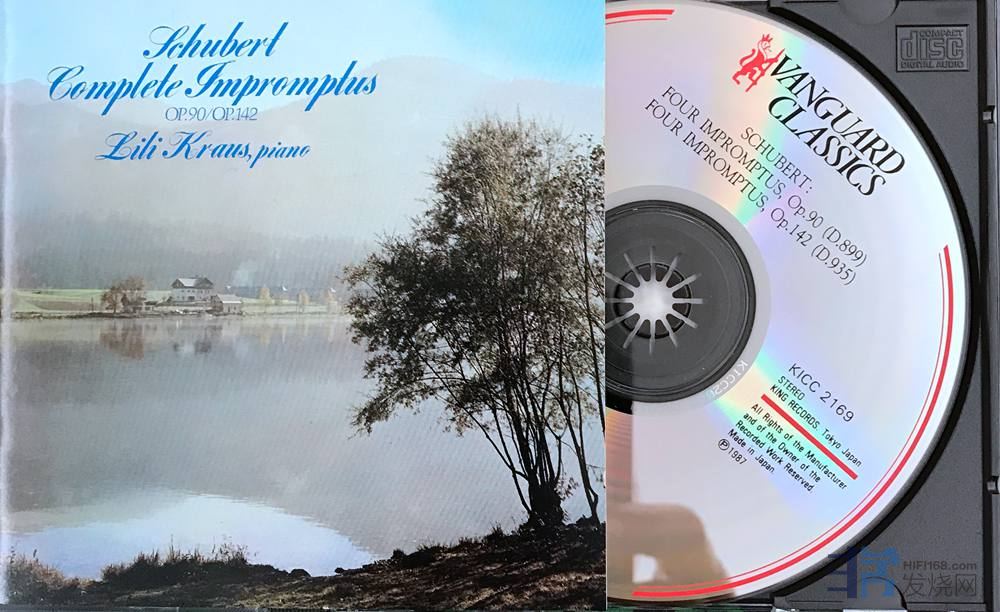 Schubert
Complete Impromptus
OP.90/OP.142
Lili Kraus, piano
COMPACT
disc
DIGITAL AUDIO
VANGUARD
CLASSICS
SCHUBERT:
FOUR IMPROMPTUS, Op.90 (D.899)
FOUR IMPROMPTUS, Op.142 (D.935)
KICC 2169
STEREO
KING RECORDS. Tokyo Japan
All Rights of the Manufacturer
and of the Owner of the
Recorded Work Reserved.
Made in Japan
Ⓟ1987
HIFI168.com
发烧网